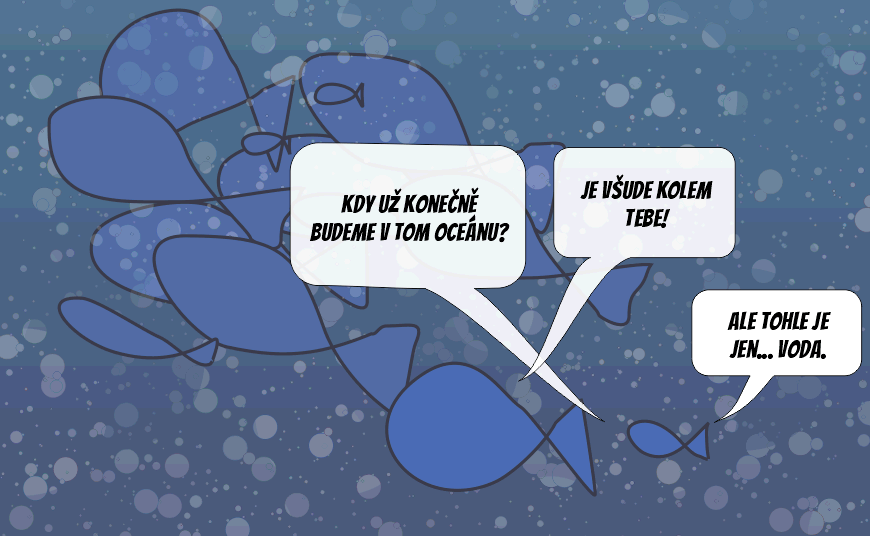 KDY UŽ KONEČNĚ
BUDEME V TOM OCEÁNU?
JE VŠUDE KOLEM
TEBE!
ALE TOHLE JE
JEN... VODA.